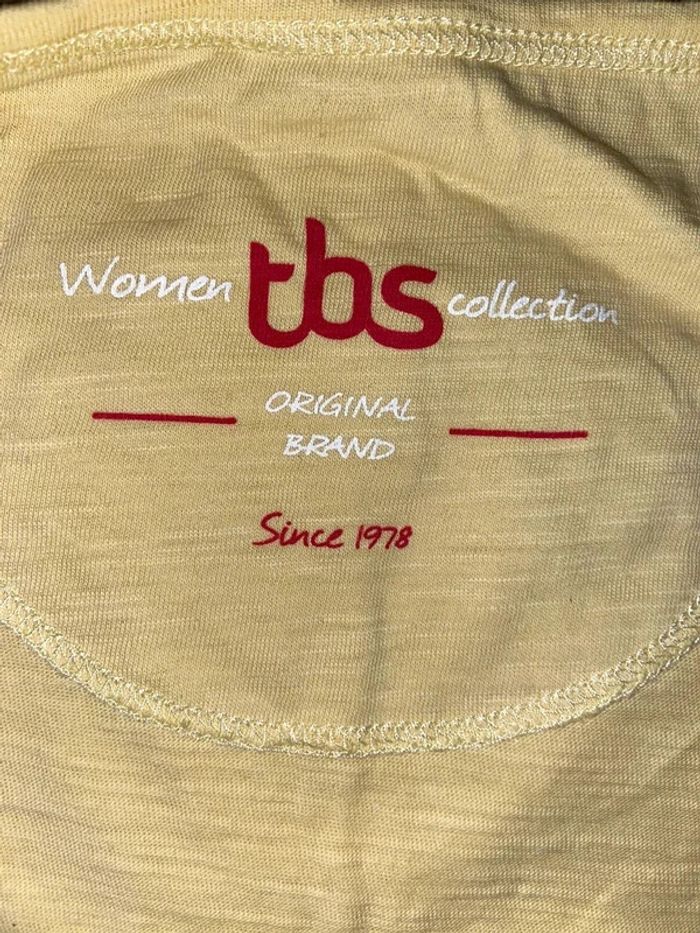 Women tbs collection
ORIGINAL
BRAND
Since 1978